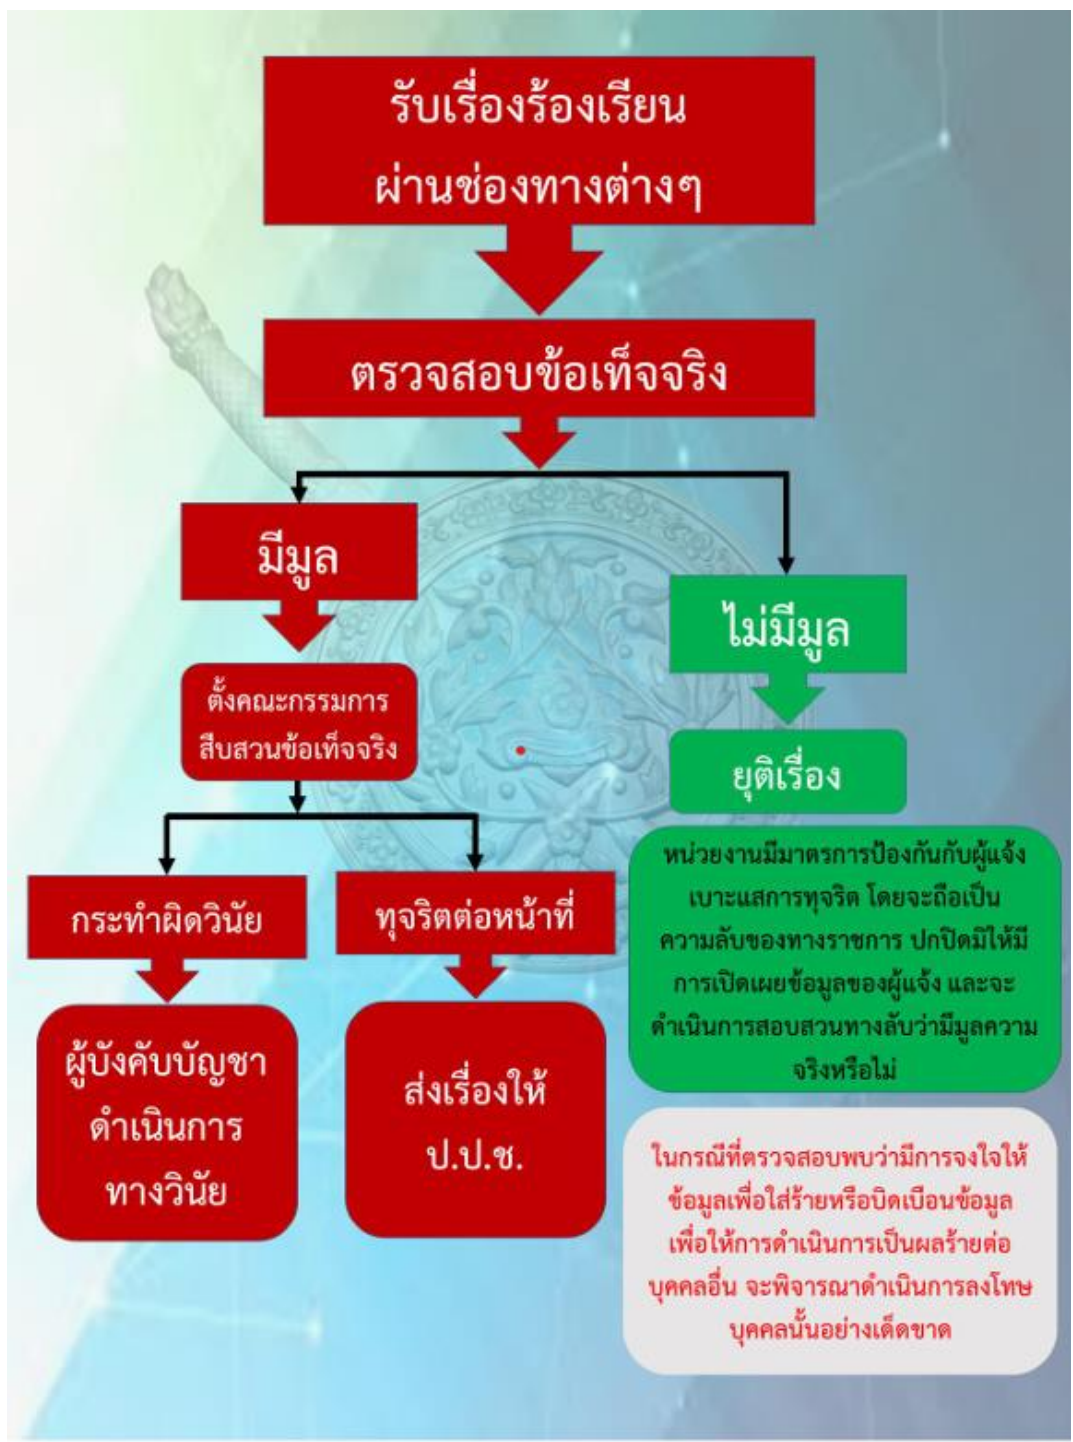 รับเรื่องร้องเรียน
ผ่านช่องทางต่างๆ
ตรวจสอบข้อเท็จจริง
มีมูล
ไม่มีมูล
ตั้งคณะกรรมการ
สืบสวนข้อเท็จจริง
ยุติเรื่อง
กระทำผิดวินัย
ทุจริตต่อหน้าที่
ผู้บังคับบัญชา
ดำเนินการ
ทางวินัย
ส่งเรื่องให้
ป.ป.ช.
หน่วยงานมีมาตรการป้องกันกับผู้แจ้ง
เบาะแสการทุจริต โดยจะถือเป็น
ความลับของทางราชการ ปกปิดมิให้มี
การเปิดเผยข้อมูลของผู้แจ้ง และจะ
ดำเนินการสอบสวนทางลับว่ามีมูลความ
จริงหรือไม่
ในกรณีที่ตรวจสอบพบว่ามีการจงใจให้
ข้อมูลเพื่อใส่ร้ายหรือบิดเบือนข้อมูล
เพื่อให้การดำเนินการเป็นผลร้ายต่อ
บุคคลอื่น จะพิจารณาดำเนินการลงโทษ
บุคคลนั้นอย่างเด็ดขาด